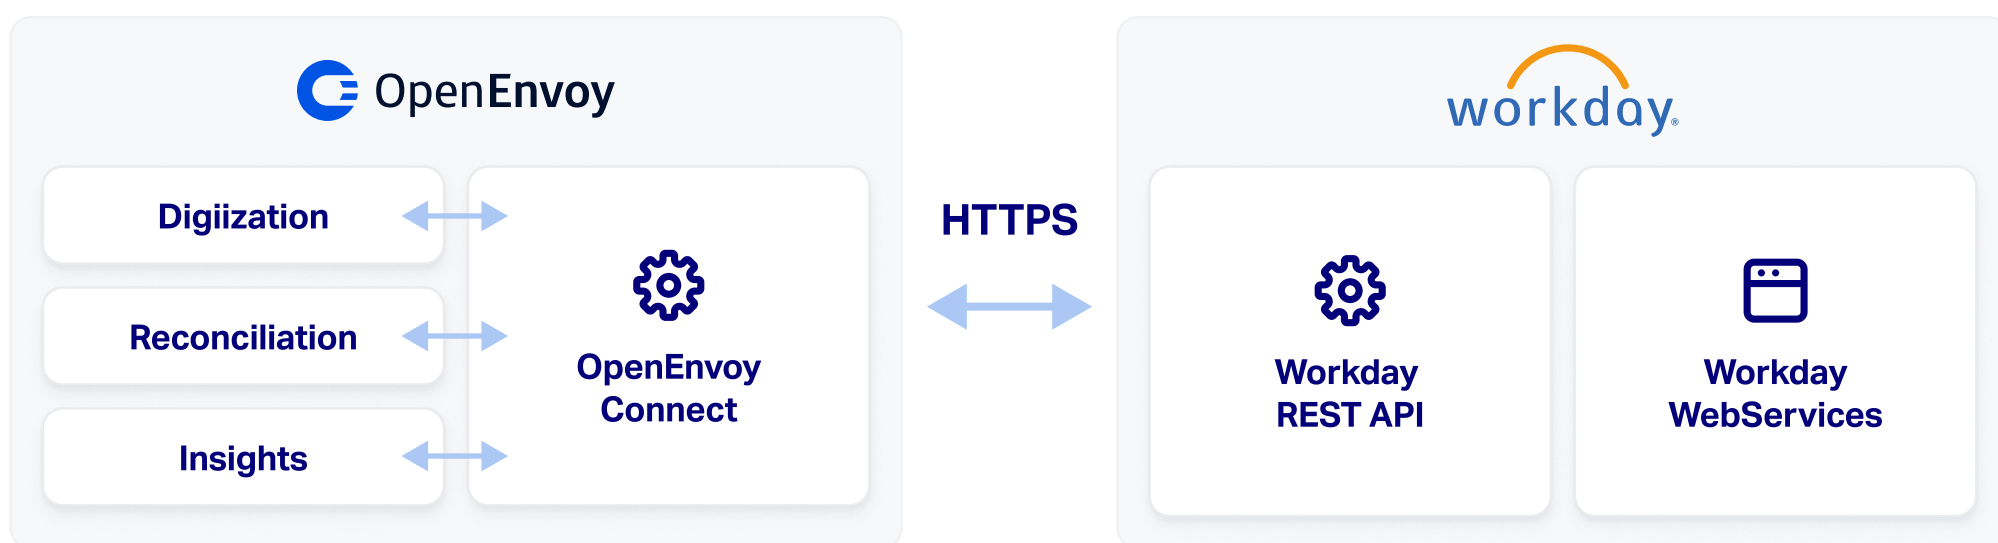 OpenEnvoy
Digiization
Reconciliation
Insights
OpenEnvoy
Connect
HTTPS
workday®
Workday
REST API
Workday
WebServices